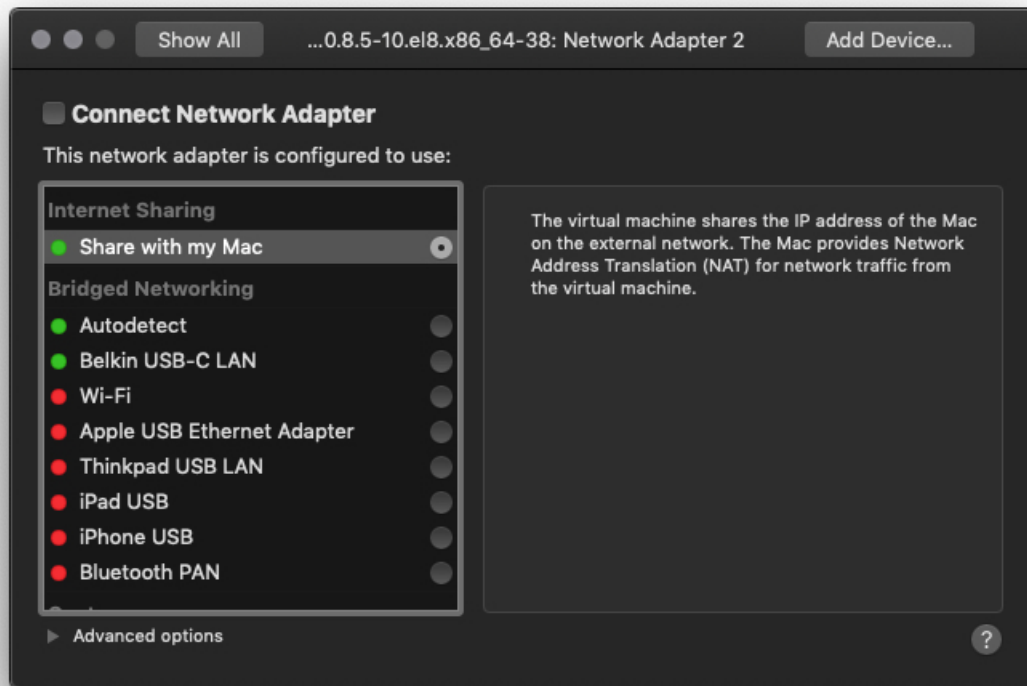 Show All
...0.8.5-10.el8.x86_64-38: Network Adapter 2
Add Device...
Connect Network Adapter
This network adapter is configured to use:
Internet Sharing
Share with my Mac
Bridged Networking
Autodetect
Belkin USB-C LAN
Wi-Fi
Apple USB Ethernet Adapter
Thinkpad USB LAN
iPad USB
iPhone USB
Bluetooth PAN
Advanced options
The virtual machine shares the IP address of the Mac
on the external network. The Mac provides Network
Address Translation (NAT) for network traffic from
the virtual machine.
?